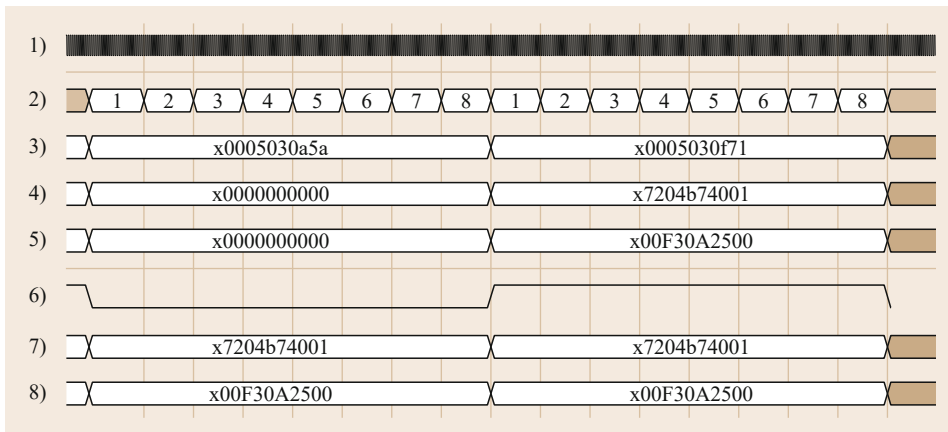 1)
2) 1 2 3 4 5 6 7 8 1 2 3 4 5 6 7 8
3) x0005030a5a x0005030f71
4) x0000000000 x7204b74001
5) x0000000000 x00F30A2500
6)
7) x7204b74001 x7204b74001
8) x00F30A2500 x00F30A2500